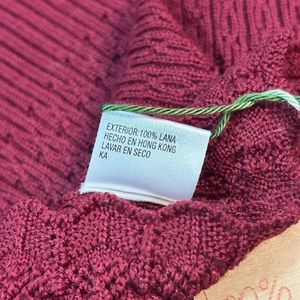 EXTERIOR:100% LANA
HECHO EN HONG KONG
LAVAR EN SECO
KA